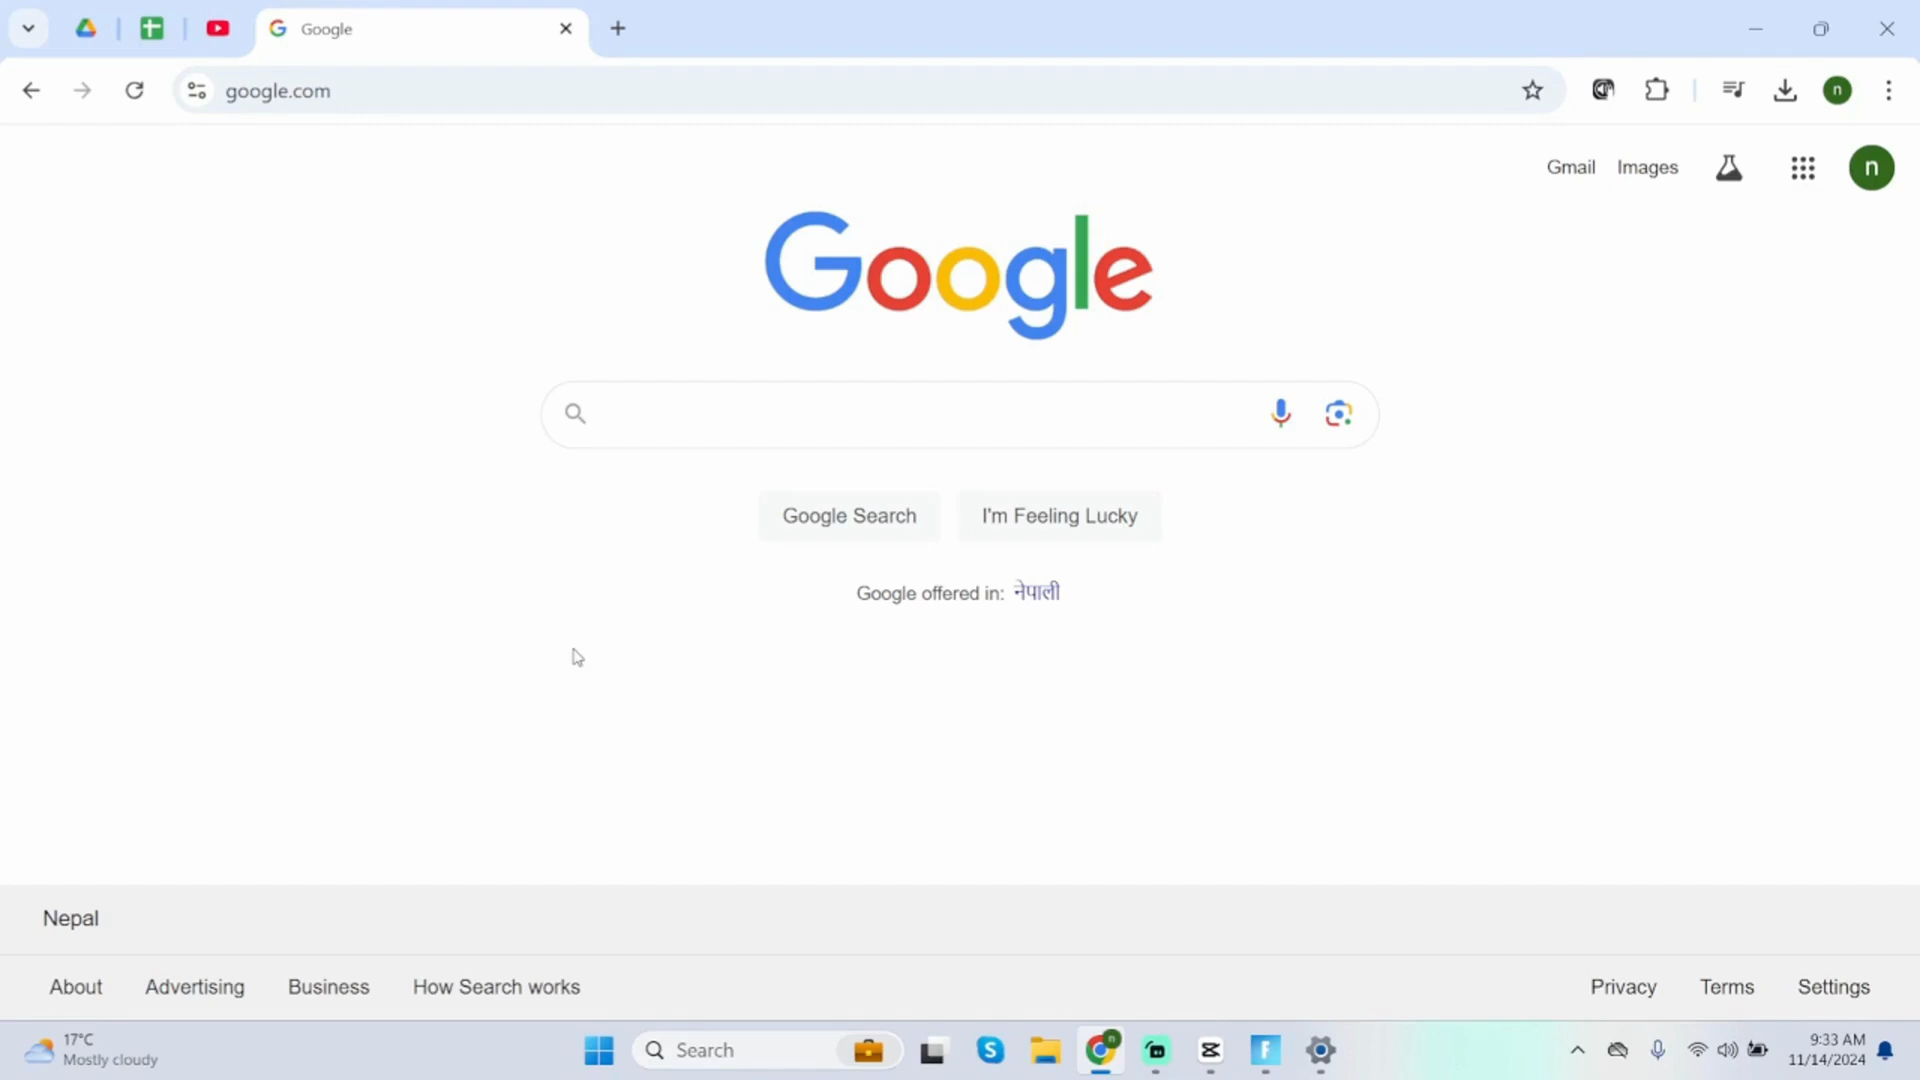 Google
google.com
n
Gmail
Images
n
Google
Google Search
I'm Feeling Lucky
Google offered in: नेपाली
Nepal
About
Advertising
Business
How Search works
Privacy
Terms
Settings
17°C
Mostly cloudy
Search
n
9:33 AM
11/14/2024